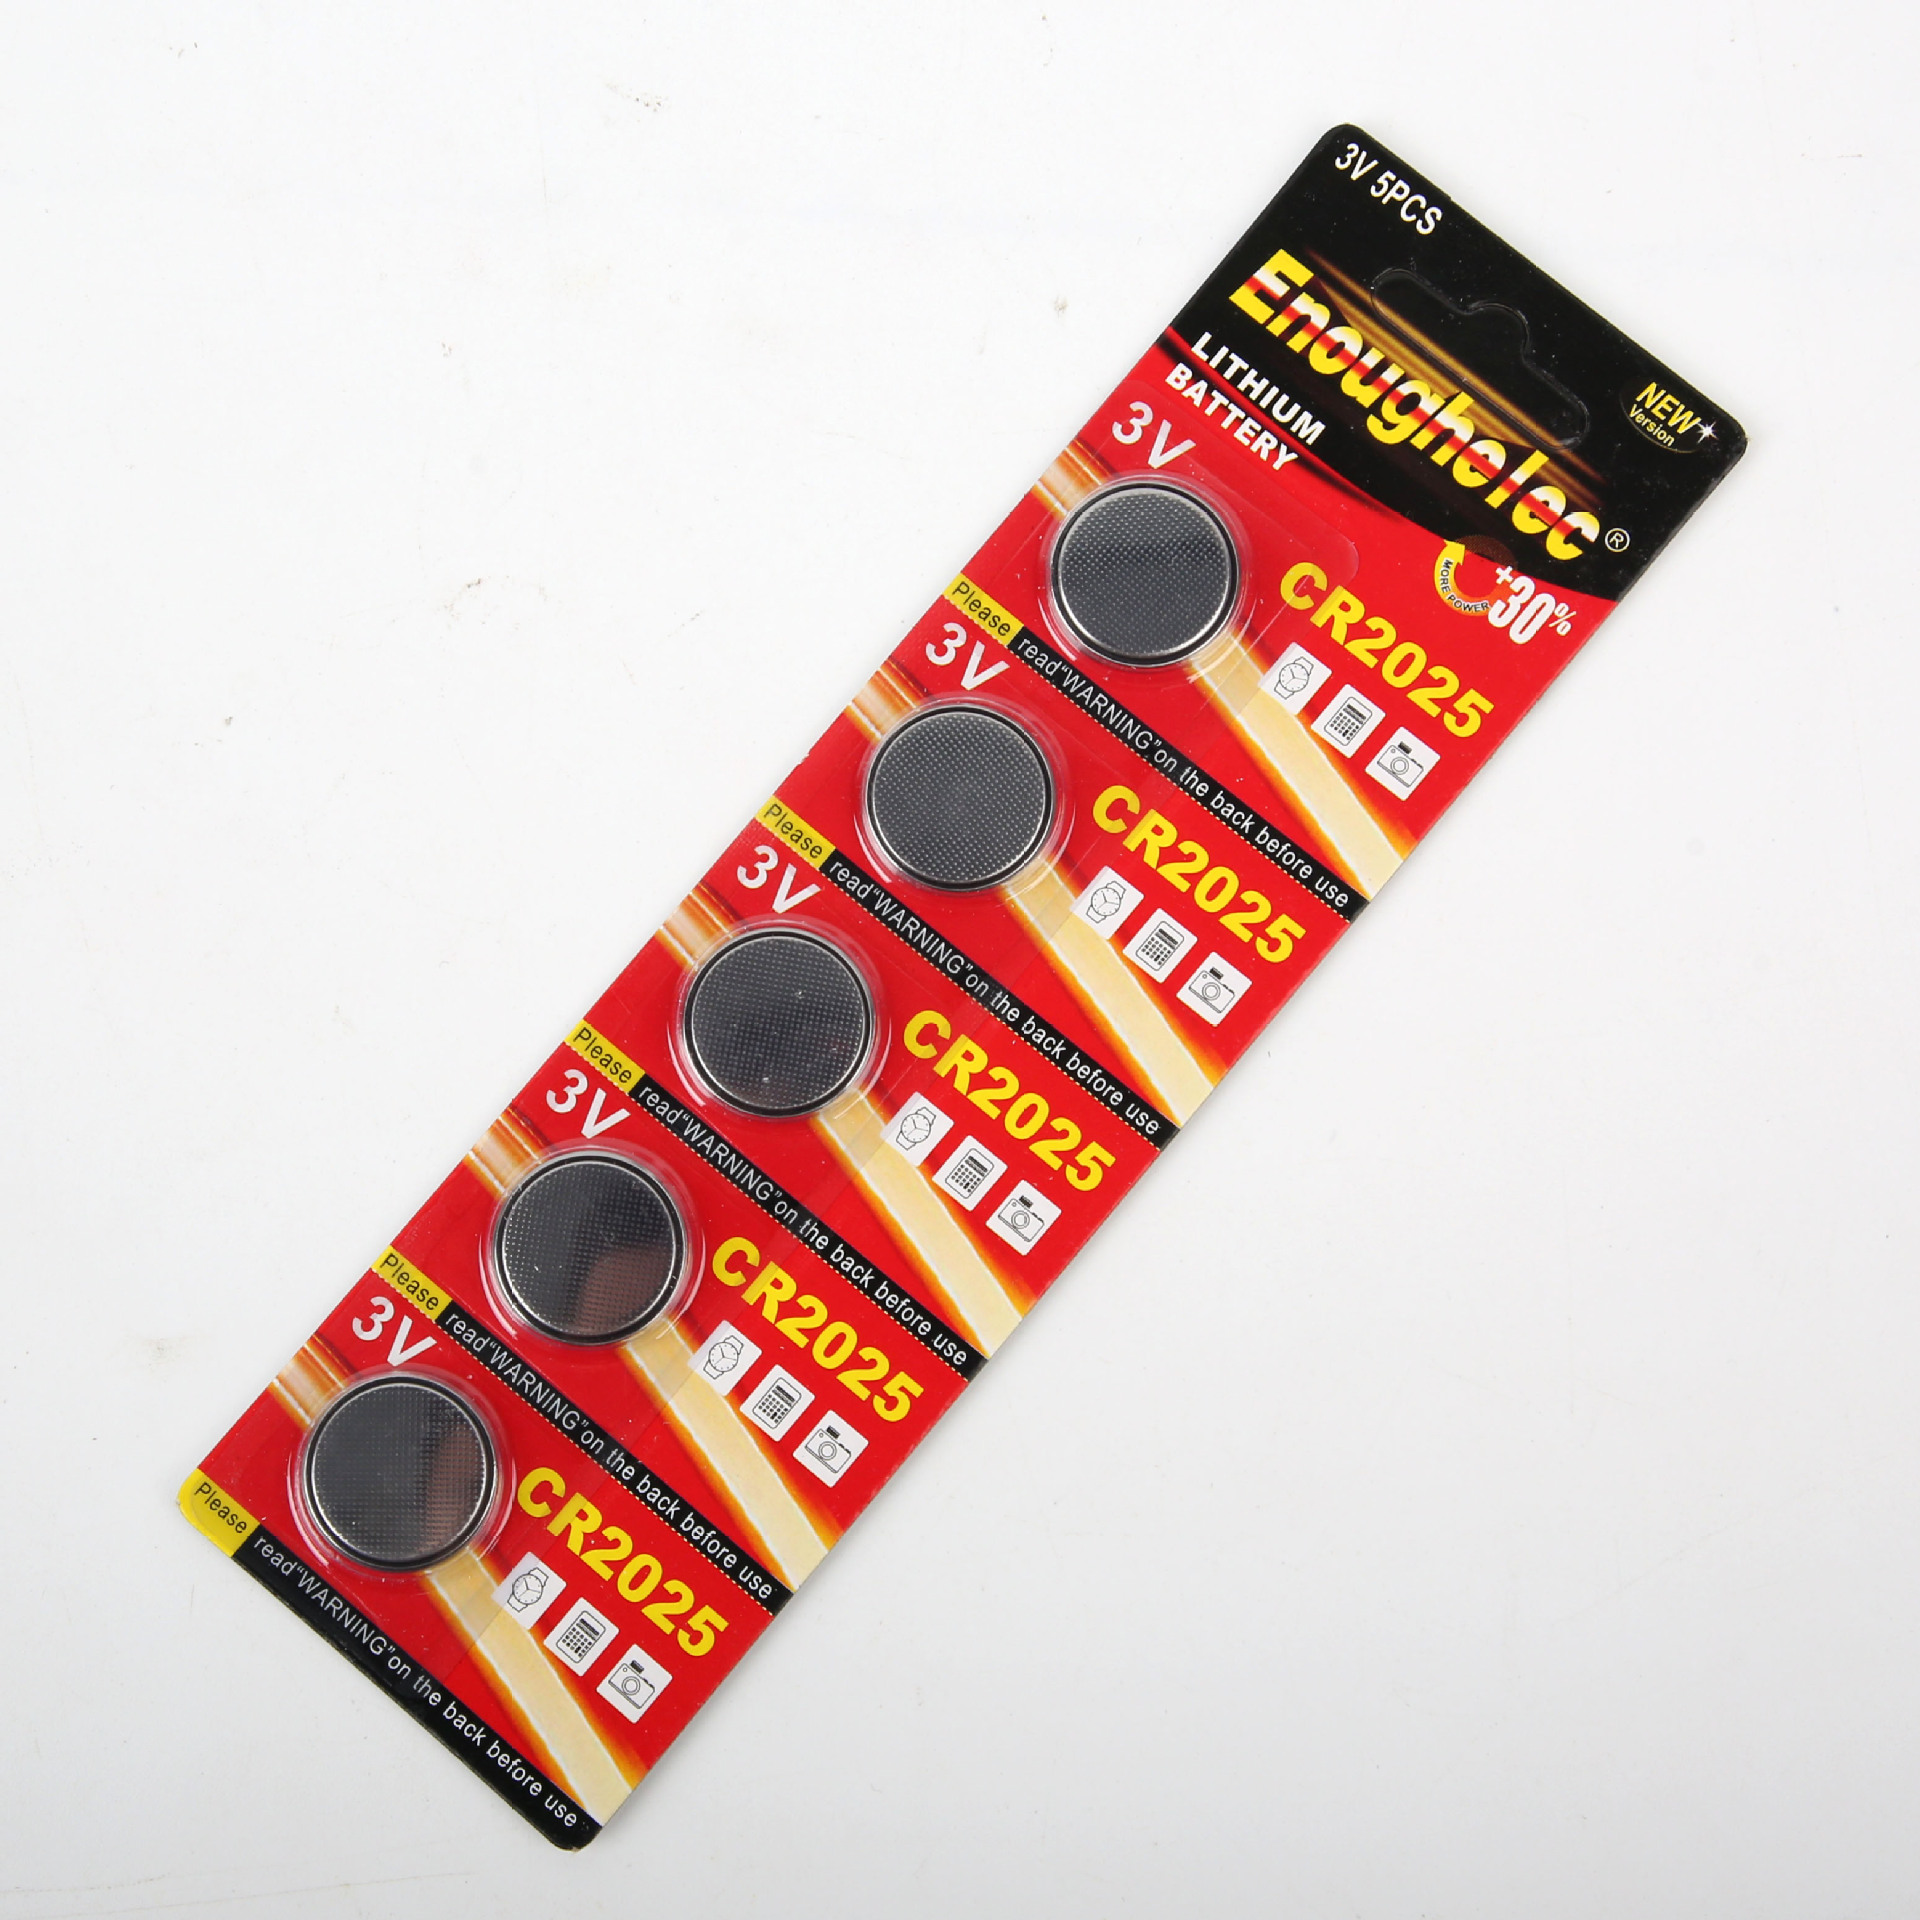 3V 5PCS
Enoughelec®
NEW
Version
LITHIUM
BATTERY
MORE POWER
+30%
3V
CR2025
Please read“WARNING”on the back before use
3V
CR2025
Please read“WARNING”on the back before use
3V
CR2025
Please read“WARNING”on the back before use
3V
CR2025
Please read“WARNING”on the back before use
3V
CR2025
Please read“WARNING”on the back before use